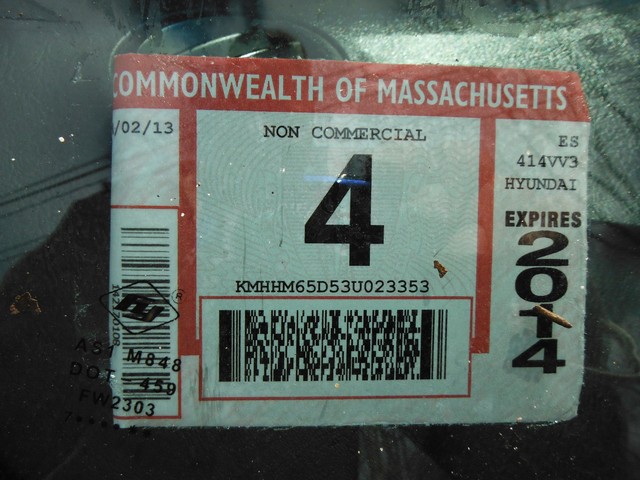 COMMONWEALTH OF MASSACHUSETTS
/02/13
NON COMMERCIAL
4
KMHHM65D53U023353
ES
414VV3
HYUNDAI
EXPIRES
2014
AS1 M848
DOT 459
FW2303